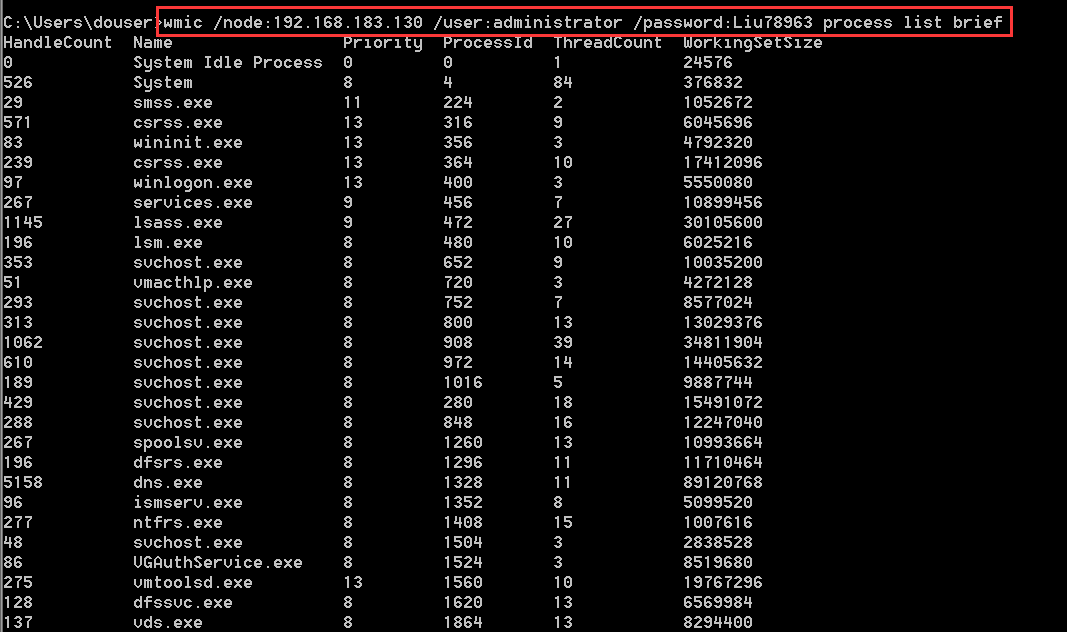 C:\Users\douser>wmic /node:192.168.183.130 /user:administrator /password:Liu78963 process list brief
HandleCount  Name                 Priority  ProcessId  ThreadCount  WorkingSetSize
0            System Idle Process  0         0          1            24576
526          System               8         4          84           376832
29           smss.exe             11        224        2            1052672
571          csrss.exe            13        316        9            6045696
83           wininit.exe          13        356        3            4792320
239          csrss.exe            13        364        10           17412096
97           winlogon.exe         13        400        3            5550080
267          services.exe         9         456        7            10899456
1145         lsass.exe            9         472        27           30105600
196          lsm.exe              8         480        10           6025216
353          svchost.exe          8         652        9            10035200
51           vmacthlp.exe         8         720        3            4272128
293          svchost.exe          8         752        7            8577024
313          svchost.exe          8         800        13           13029376
1062         svchost.exe          8         908        39           34811904
610          svchost.exe          8         972        14           14405632
189          svchost.exe          8         1016       5            9887744
429          svchost.exe          8         280        18           15491072
288          svchost.exe          8         848        16           12247040
267          spoolsv.exe          8         1260       13           10993664
196          dfsrs.exe            8         1296       11           11710464
5158         dns.exe              8         1328       11           89120768
96           ismserv.exe          8         1352       8            5099520
277          ntfrs.exe            8         1408       15           1007616
48           svchost.exe          8         1504       3            2838528
86           VGAuthService.exe    8         1524       3            8519680
275          vmtoolsd.exe         13        1560       10           19767296
128          dfssvc.exe           8         1620       13           6569984
137          vds.exe              8         1864       13           8294400